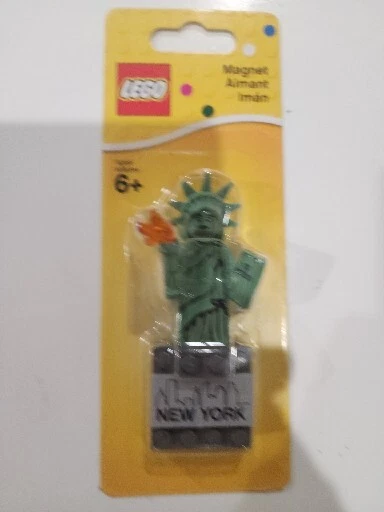 LEGO
Magnet
Aimant
Imán
6+
NEW YORK